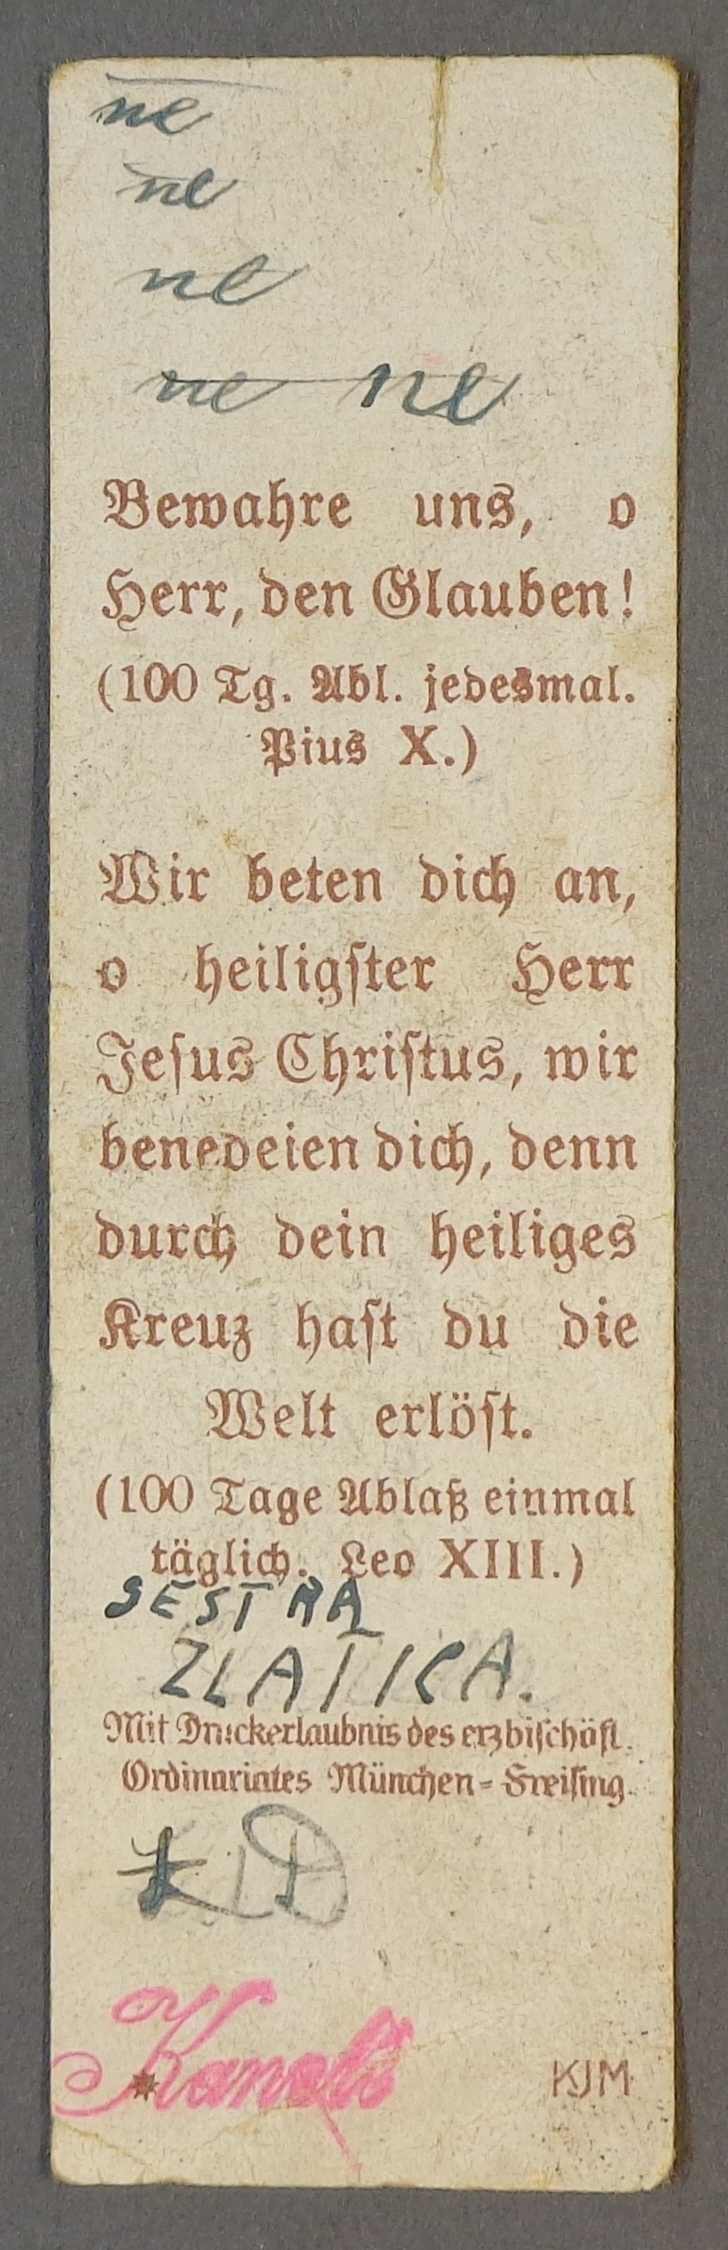 ne
ne
ne
ne ne
Bewahre uns, o
Herr, den Glauben!
(100 Tg. Abl. jedesmal.
Pius X.)
Wir beten dich an,
o heiligſter Herr
Jeſus Chriſtus, wir
benedeien dich, denn
durch dein heiliges
Kreuz haſt du die
Welt erlöſt.
(100 Tage Ablaß einmal
täglich. Leo XIII.)
SESTRA
ZLATICA.
Mit Druckerlaubnis des erzbiſchöfl.
Ordinariates München-Freiſing.
KJM